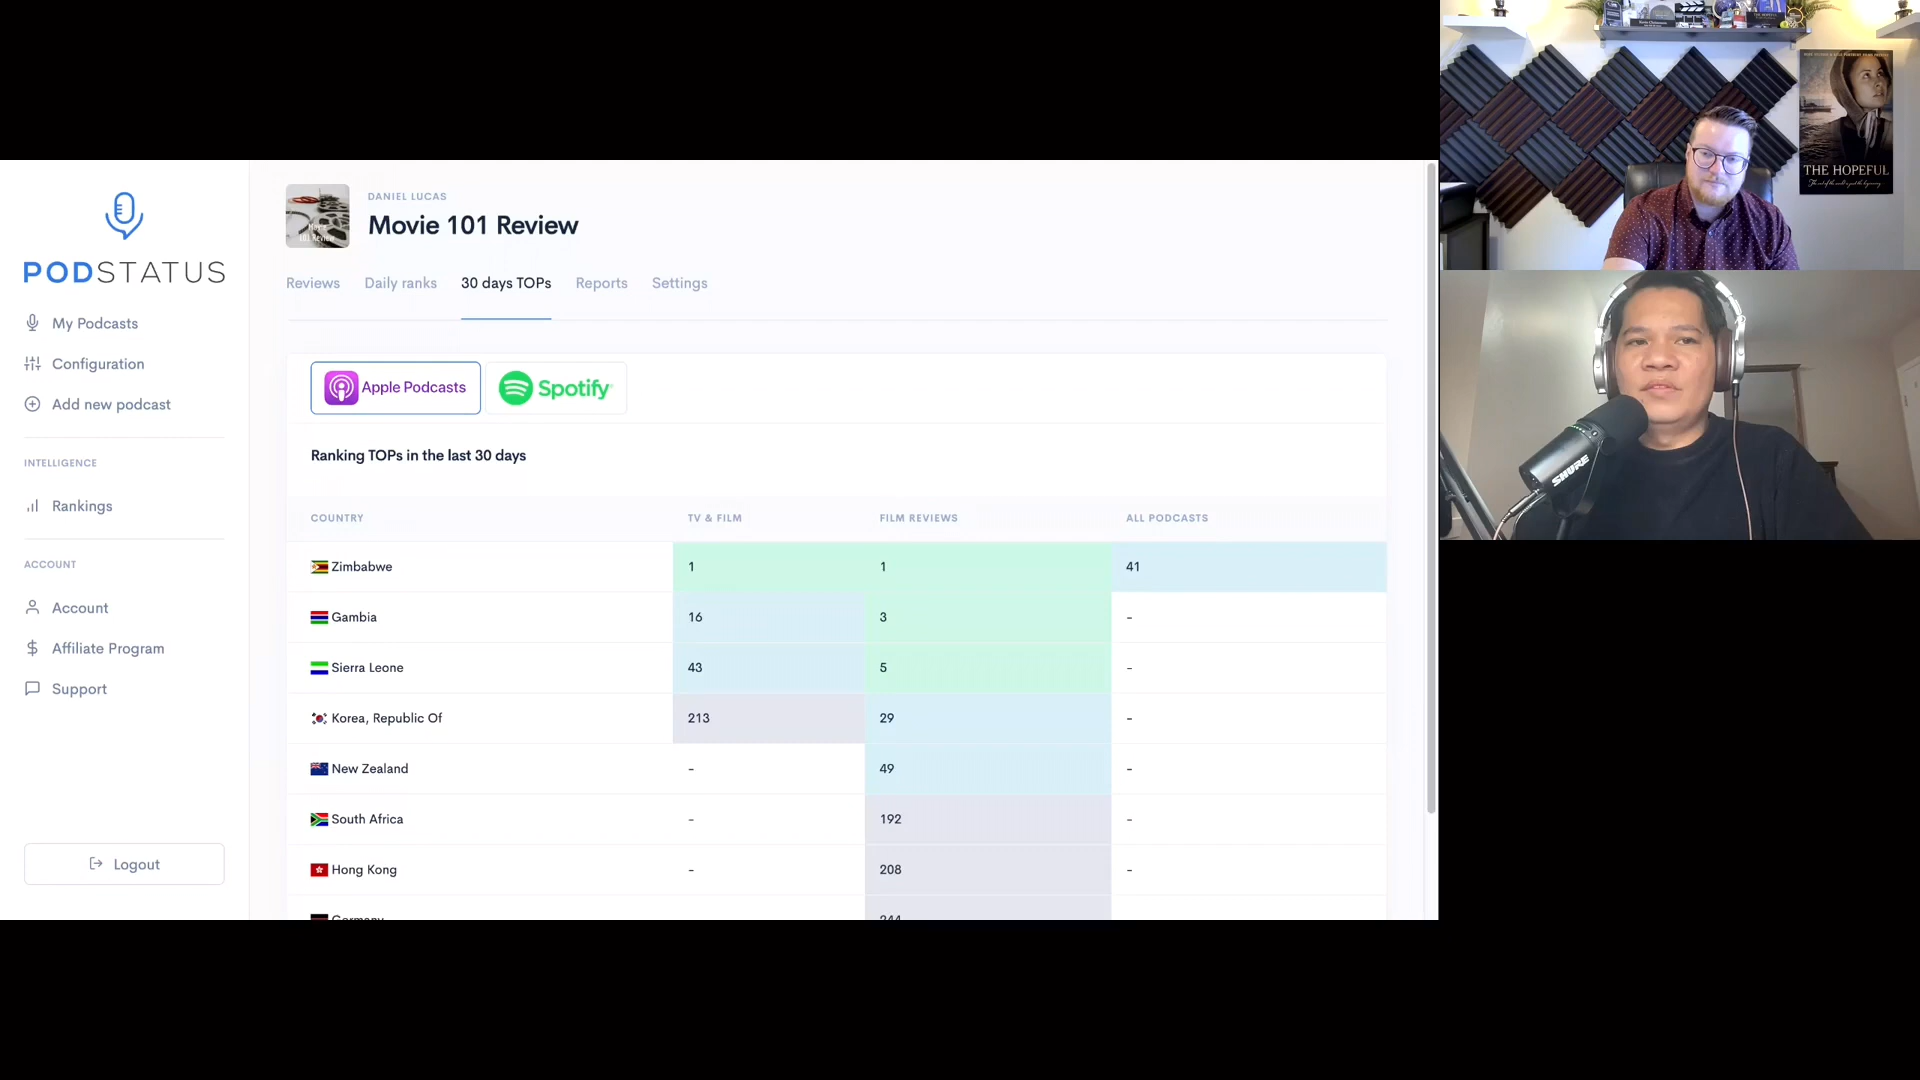 PODSTATUS
My Podcasts
Configuration
Add new podcast
INTELLIGENCE
Rankings
ACCOUNT
Account
Affiliate Program
Support
Logout
DANIEL LUCAS
Movie 101 Review
Reviews Daily ranks 30 days TOPs Reports Settings
Apple Podcasts Spotify
Ranking TOPs in the last 30 days
COUNTRY TV & FILM FILM REVIEWS ALL PODCASTS
Zimbabwe 1 1 41
Gambia 16 3 -
Sierra Leone 43 5 -
Korea, Republic Of 213 29 -
New Zealand - 49 -
South Africa - 192 -
Hong Kong - 208 -
Germany 244
THE HOPEFUL
SHURE